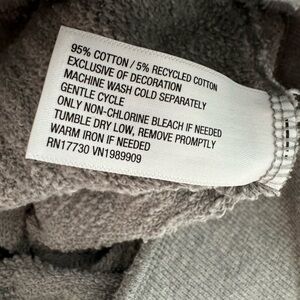 95% COTTON / 5% RECYCLED COTTON
EXCLUSIVE OF DECORATION
MACHINE WASH COLD SEPARATELY
GENTLE CYCLE
ONLY NON-CHLORINE BLEACH IF NEEDED
TUMBLE DRY LOW, REMOVE PROMPTLY
WARM IRON IF NEEDED
RN17730 VN1989909